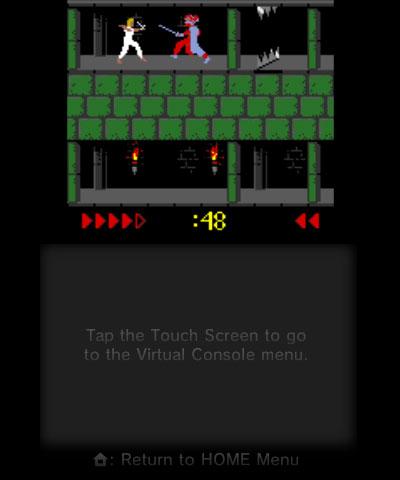 :48
Tap the Touch Screen to go
to the Virtual Console menu.
: Return to HOME Menu